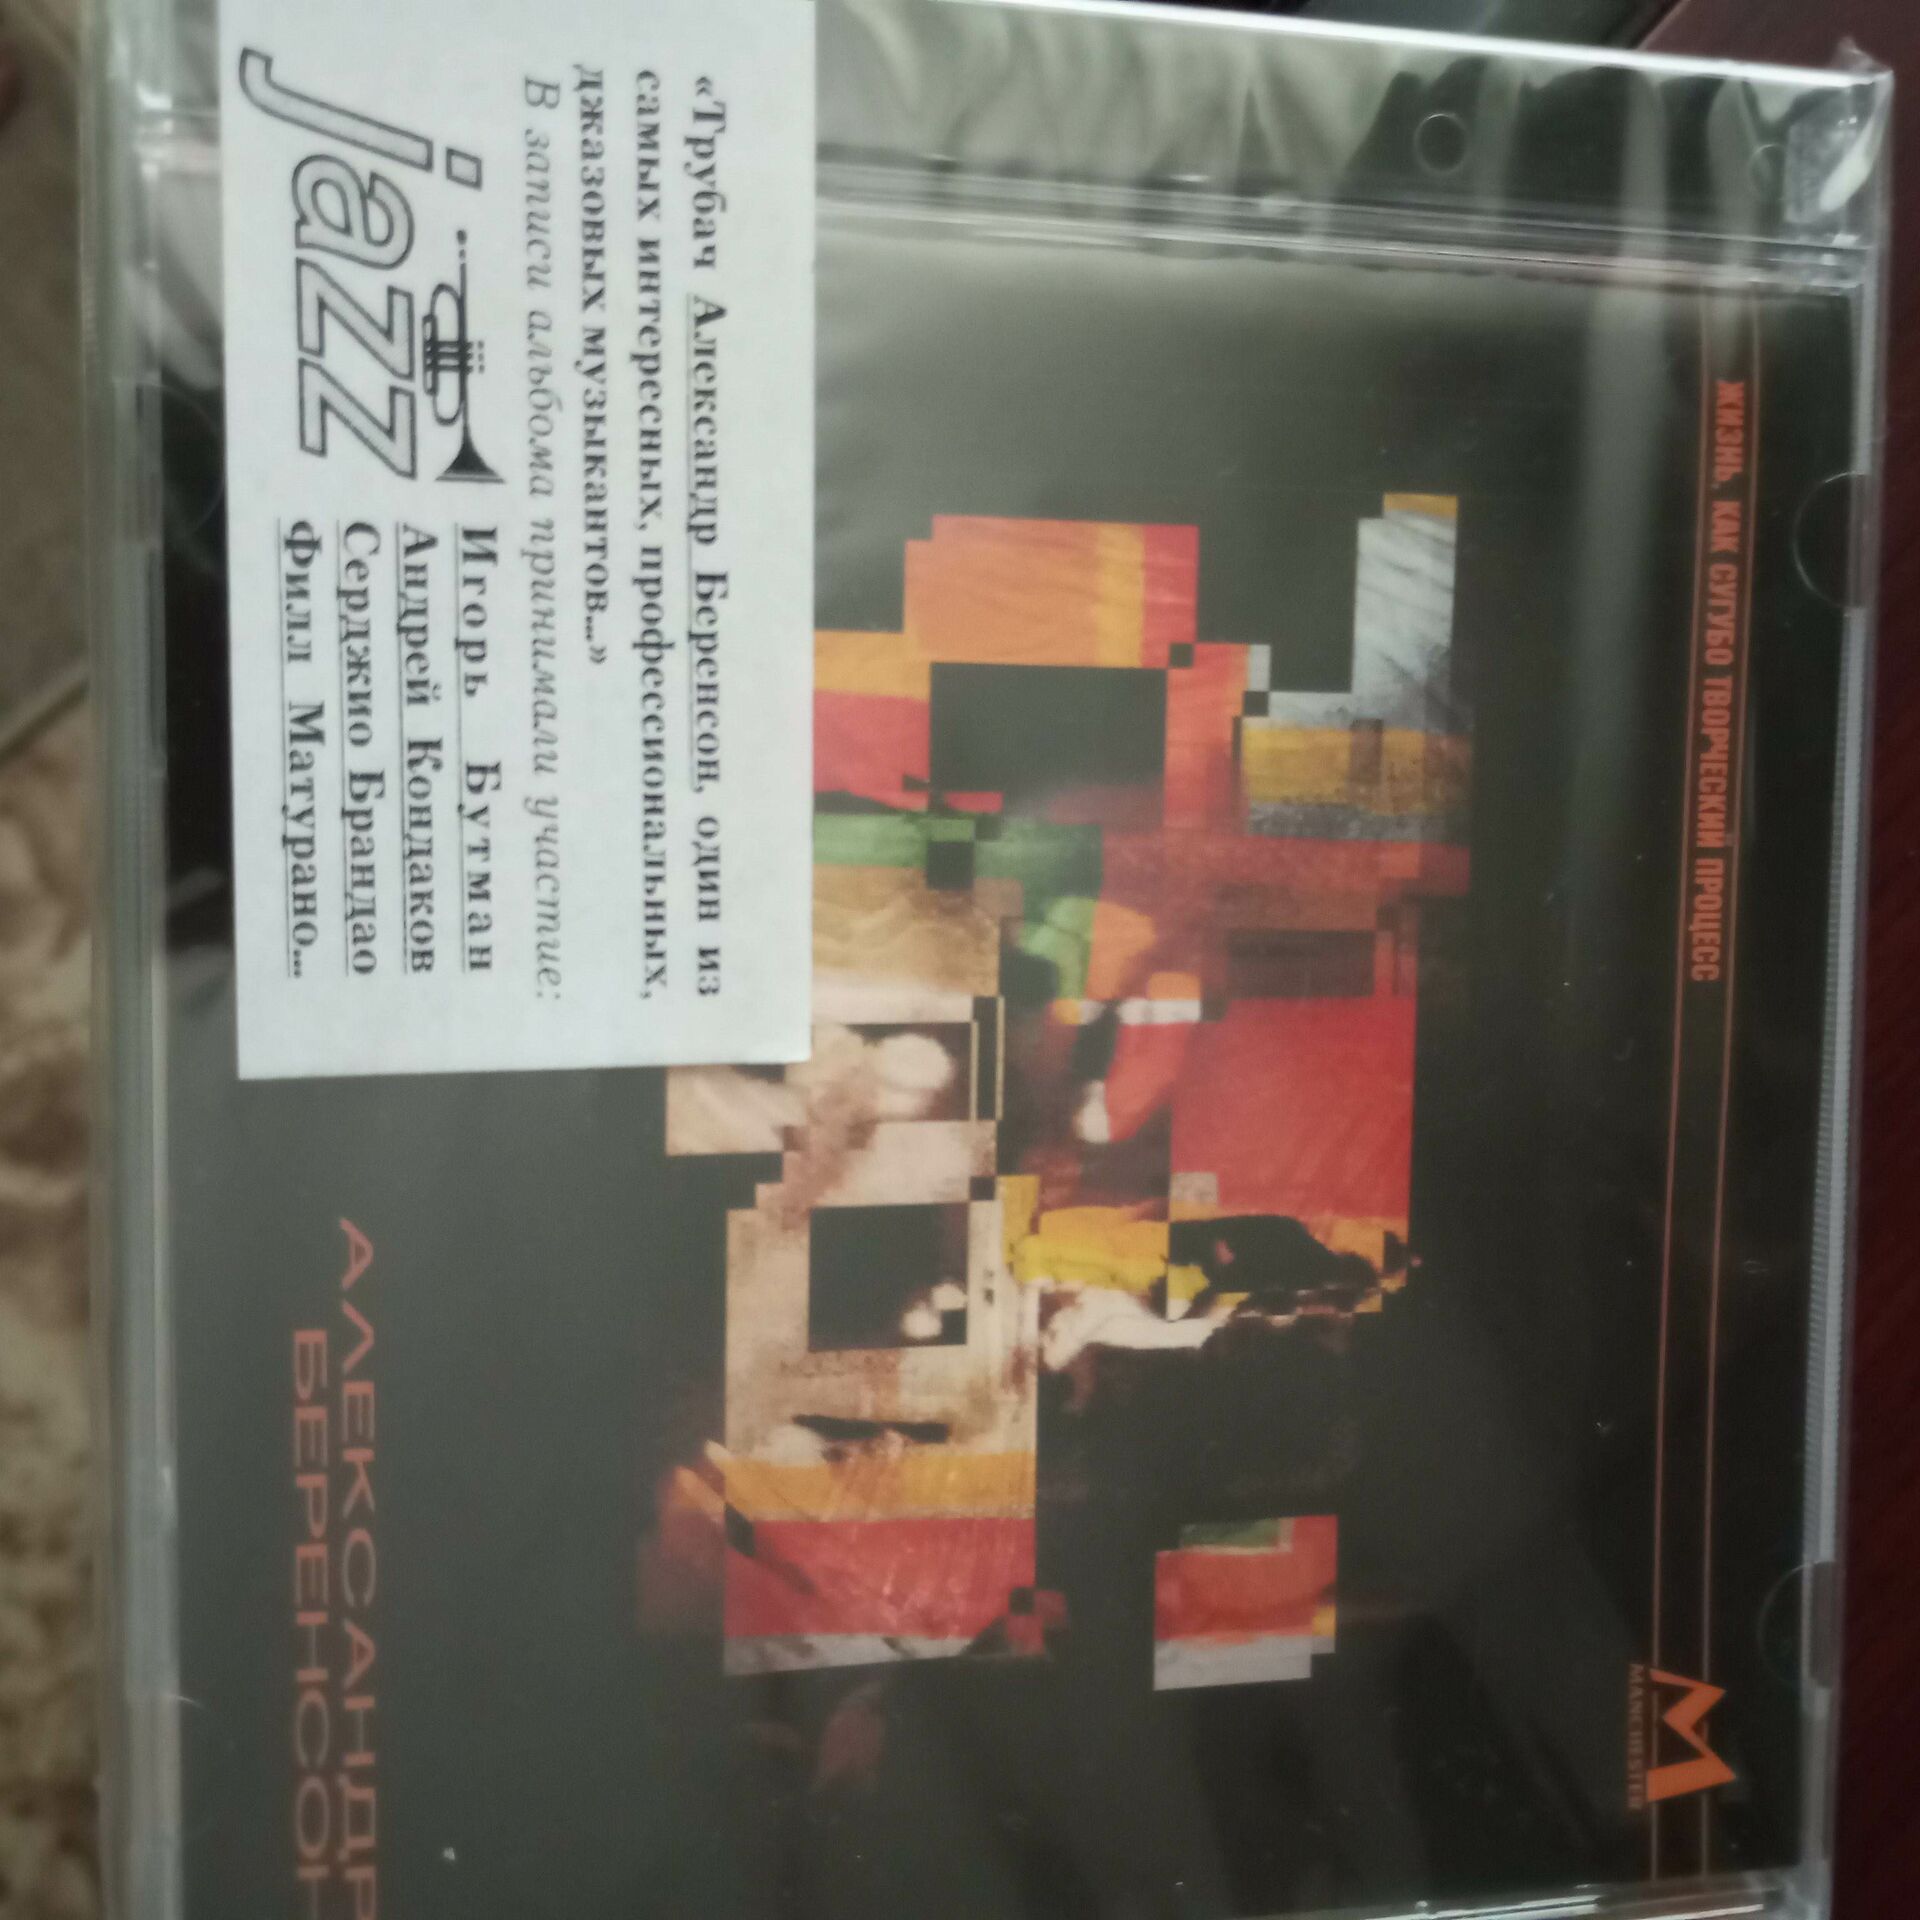 ЖИЗНЬ, КАК СУГУБО ТВОРЧЕСКИЙ ПРОЦЕСС
MANCHESTER
«Трубач Александр Беренсон, один из
самых интересных, профессиональных,
джазовых музыкантов...»
В записи альбома принимали участие:
jazz
Игорь Бутман
Андрей Кондаков
Серджио Брандао
Филл Матурано...
АЛЕКСАНДР
БЕРЕНСОН